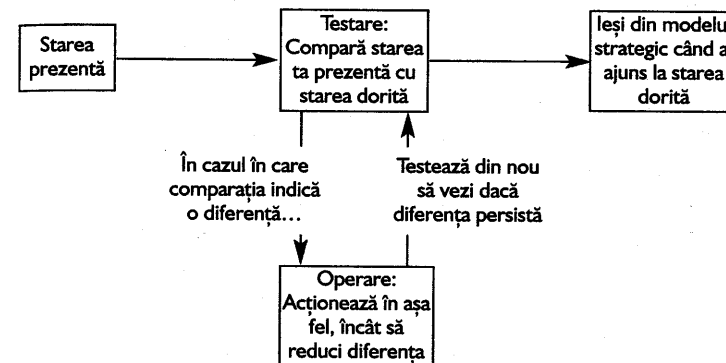 Starea
prezentă
Testare:
Compară starea
ta prezentă cu
starea dorită
Ieși din modelu
strategic când a
ajuns la starea
dorită
În cazul în care
comparația indică
o diferență...
Testează din nou
să vezi dacă
diferența persistă
Operare:
Acționează în așa
fel, încât să
reduci diferența